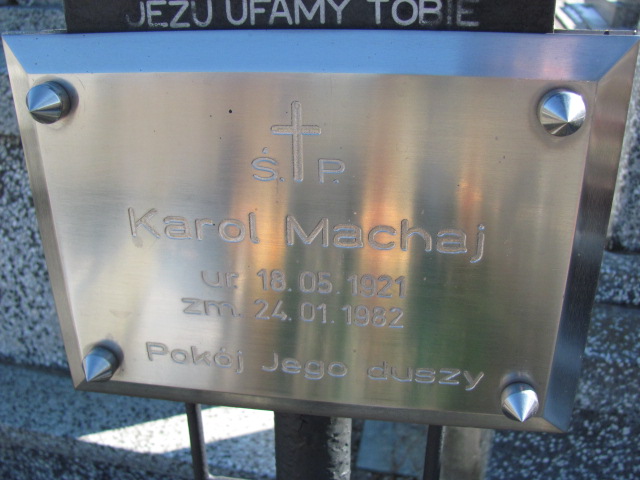 JEZU UFAMY TOBIE
Ś. P.
Karol Machaj
ur. 18.05.1921
zm. 24.01.1982
Pokój Jego duszy